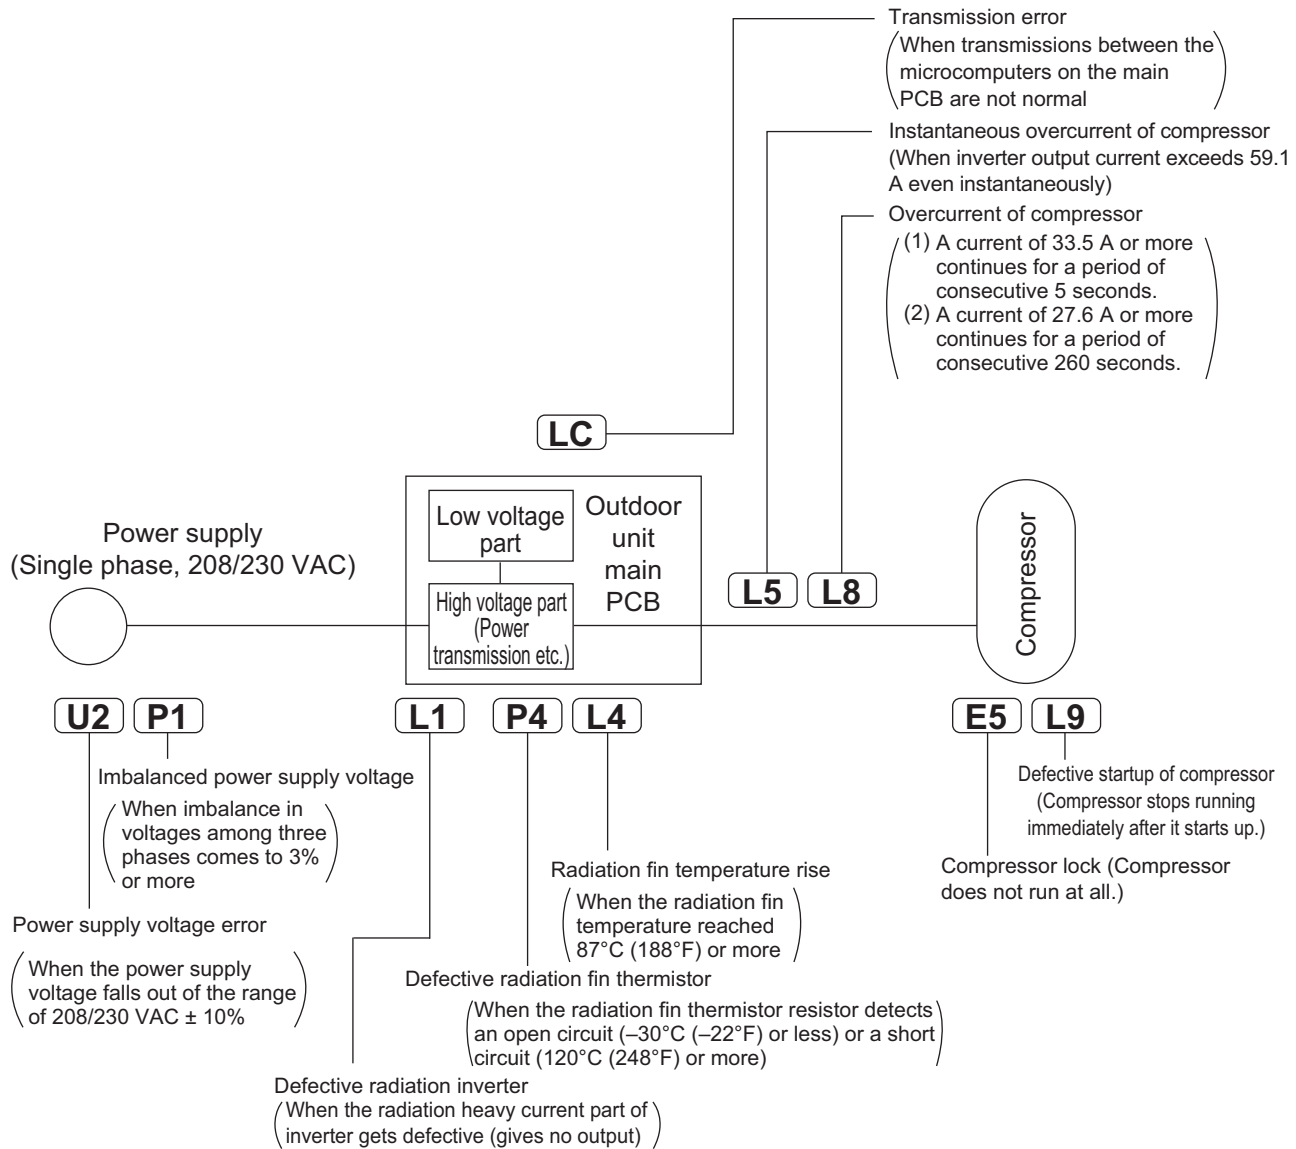 Transmission error
When transmissions between the
microcomputers on the main
PCB are not normal
Instantaneous overcurrent of compressor
(When inverter output current exceeds 59.1
A even instantaneously)
Overcurrent of compressor
(1) A current of 33.5 A or more
continues for a period of
consecutive 5 seconds.
(2) A current of 27.6 A or more
continues for a period of
consecutive 260 seconds.
LC
Power supply
(Single phase, 208/230 VAC)
Low voltage
part
High voltage part
(Power
transmission etc.)
Outdoor
unit
main
PCB
L5
L8
Compressor
U2
P1
L1
P4
L4
E5
L9
Imbalanced power supply voltage
When imbalance in
voltages among three
phases comes to 3%
or more
Power supply voltage error
When the power supply
voltage falls out of the range
of 208/230 VAC ± 10%
Radiation fin temperature rise
When the radiation fin
temperature reached
87°C (188°F) or more
Defective radiation fin thermistor
When the radiation fin thermistor resistor detects
an open circuit (–30°C (–22°F) or less) or a short
circuit (120°C (248°F) or more)
Defective radiation inverter
When the radiation heavy current part of
inverter gets defective (gives no output)
Defective startup of compressor
(Compressor stops running
immediately after it starts up.)
Compressor lock (Compressor
does not run at all.)